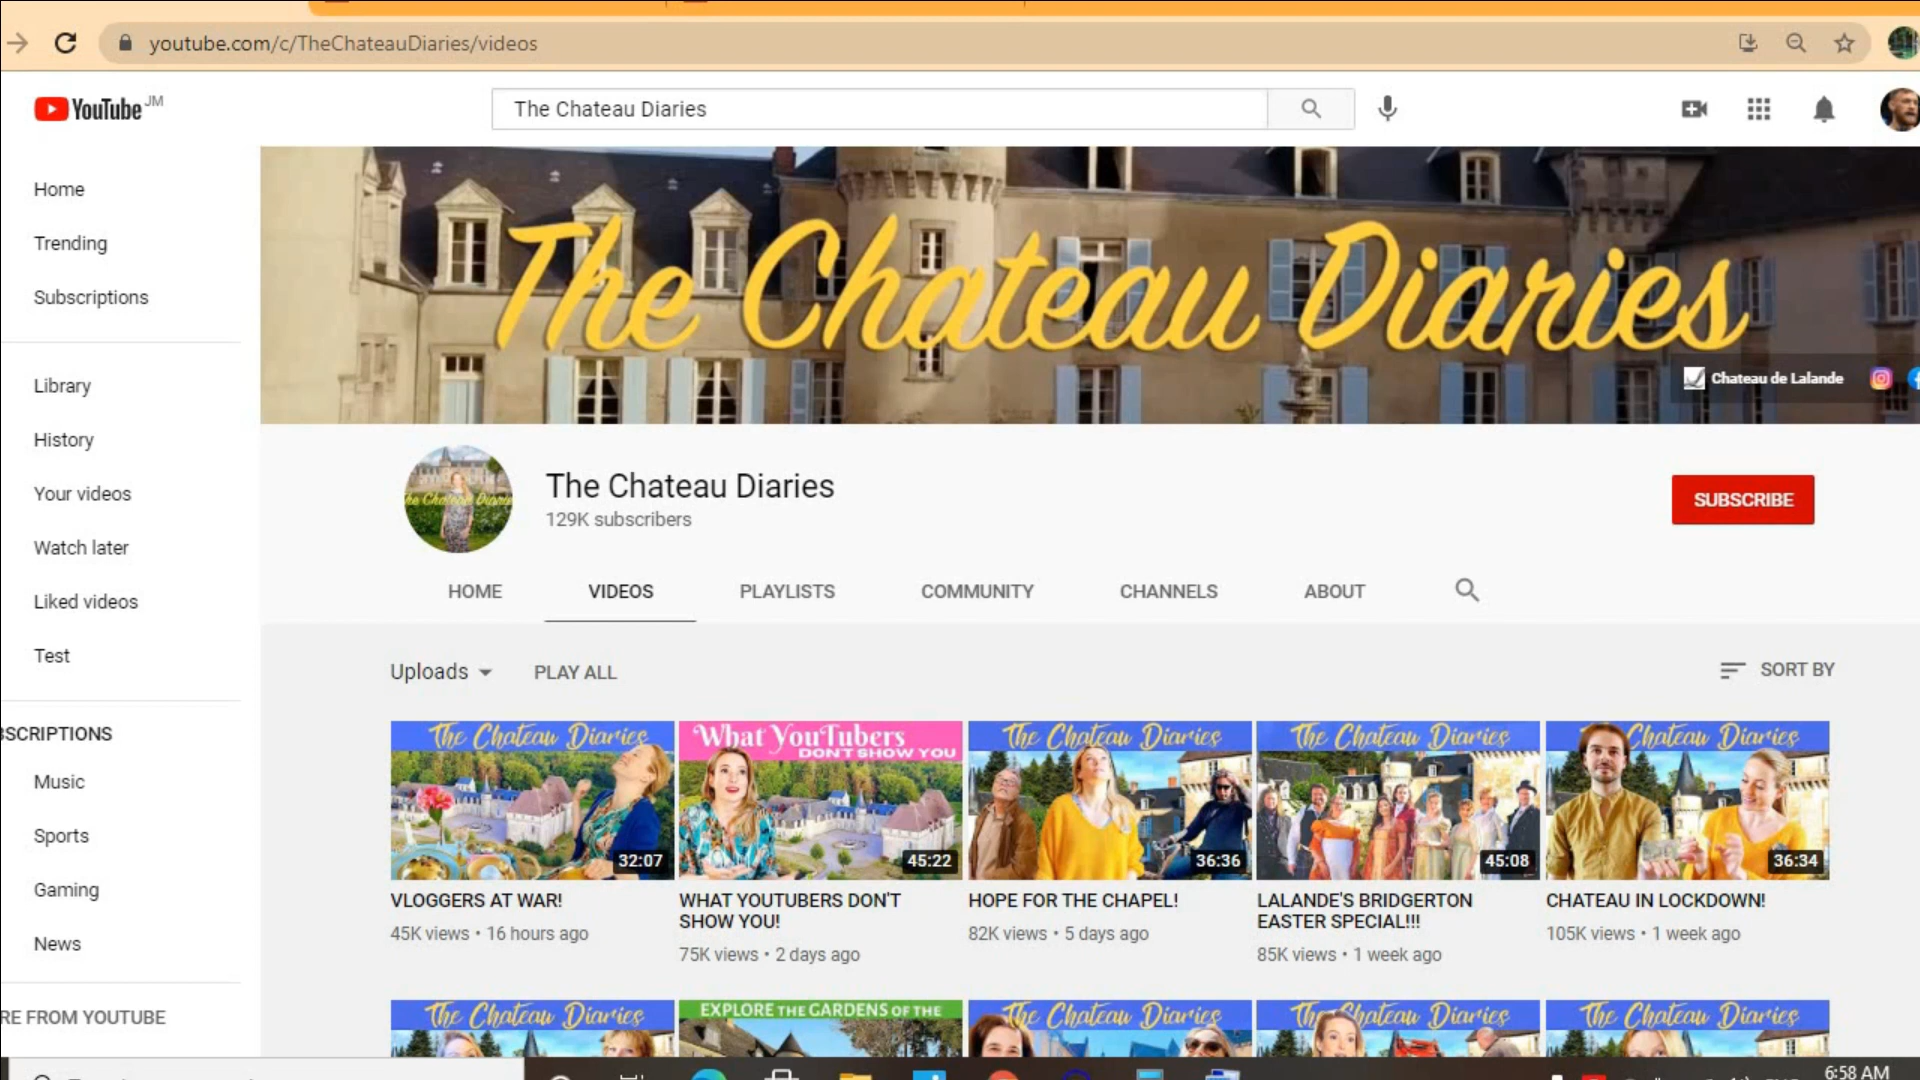 youtube.com/c/TheChateauDiaries/videos
YouTube JM
The Chateau Diaries
Home
Trending
Subscriptions
Library
History
Your videos
Watch later
Liked videos
Test
BSCRIPTIONS
Music
Sports
Gaming
News
RE FROM YOUTUBE
The Chateau Diaries
Chateau de Lalande
The Chateau Diaries
The Chateau Diaries
129K subscribers
SUBSCRIBE
HOME VIDEOS PLAYLISTS COMMUNITY CHANNELS ABOUT
Uploads PLAY ALL SORT BY
The Chateau Diaries
32:07
VLOGGERS AT WAR!
45K views • 16 hours ago
What YouTubers
DON'T SHOW YOU
45:22
WHAT YOUTUBERS DON'T
SHOW YOU!
75K views • 2 days ago
The Chateau Diaries
36:36
HOPE FOR THE CHAPEL!
82K views • 5 days ago
The Chateau Diaries
45:08
LALANDE'S BRIDGERTON
EASTER SPECIAL!!!
85K views • 1 week ago
Chateau Diaries
36:34
CHATEAU IN LOCKDOWN!
105K views • 1 week ago
The Chateau Diaries
EXPLORE THE GARDENS OF THE
The Chateau Diaries
The Chateau Diaries
The Chateau Diaries
6:58 AM